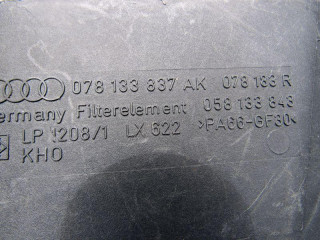 078 133 837 AK 078 133 R
ermany Filterelement 058 133 843
LP 1208/1 LX 622 >PA66-GF30<
KHO